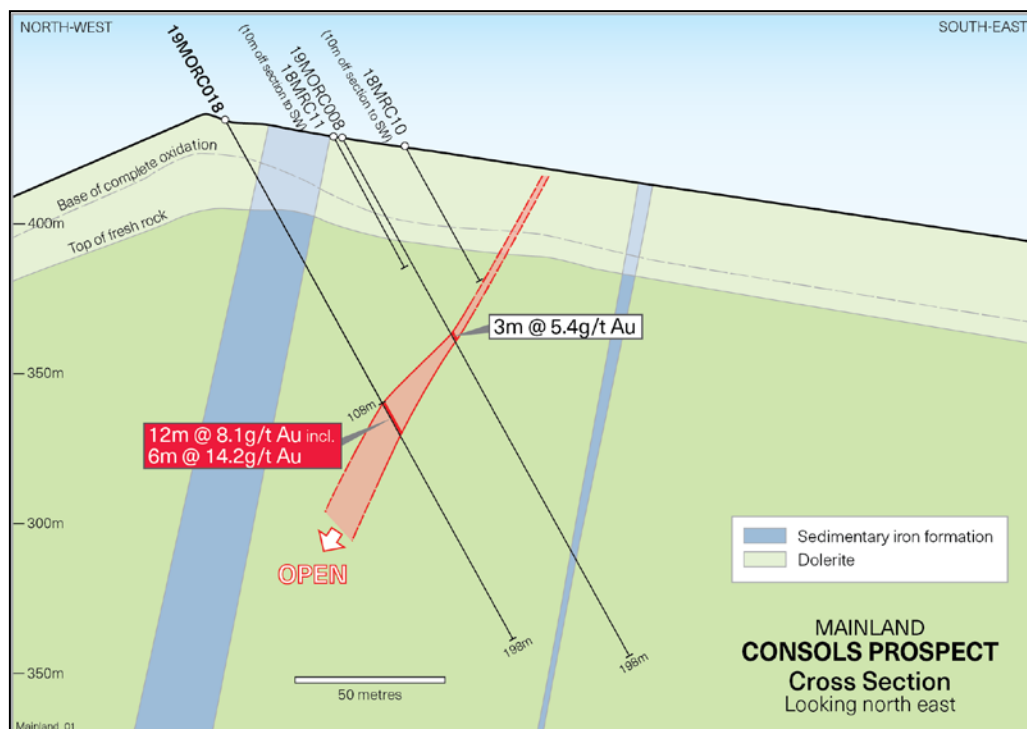 NORTH-WEST
SOUTH-EAST
19MORC018
(10m off section to SW)
18MRC11
19MORC008
(10m off section to SW)
18MRC10
Base of complete oxidation
Top of fresh rock
400m
350m
300m
350m
3m @ 5.4g/t Au
108m
12m @ 8.1g/t Au incl.
6m @ 14.2g/t Au
OPEN
198m
198m
50 metres
Sedimentary iron formation
Dolerite
MAINLAND
CONSOLS PROSPECT
Cross Section
Looking north east
Mainland_01